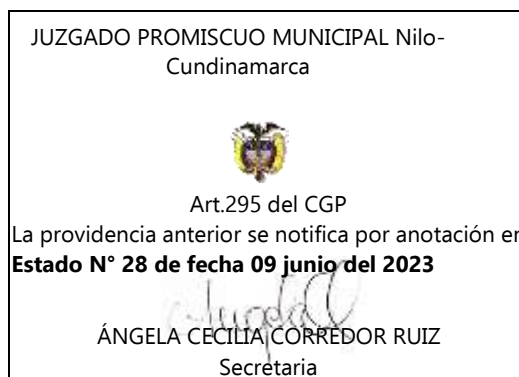 JUZGADO PROMISCUO MUNICIPAL Nilo-
Cundinamarca
Art.295 del CGP
La providencia anterior se notifica por anotación en
Estado N° 28 de fecha 09 junio del 2023
ÁNGELA CECILIA CORREDOR RUIZ
Secretaria